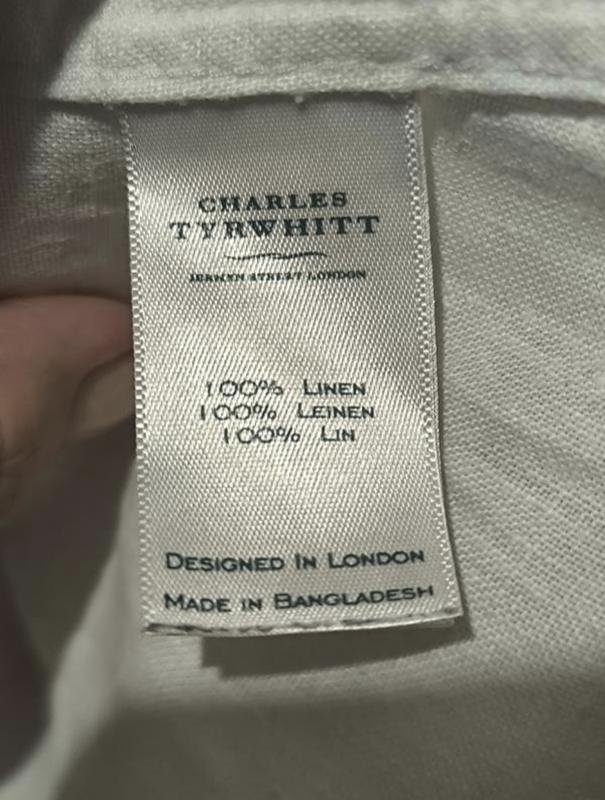 CHARLES
TYRWHITT
JERMYN STREET LONDON
100% LINEN
100% LEINEN
100% LIN
DESIGNED IN LONDON
MADE IN BANGLADESH